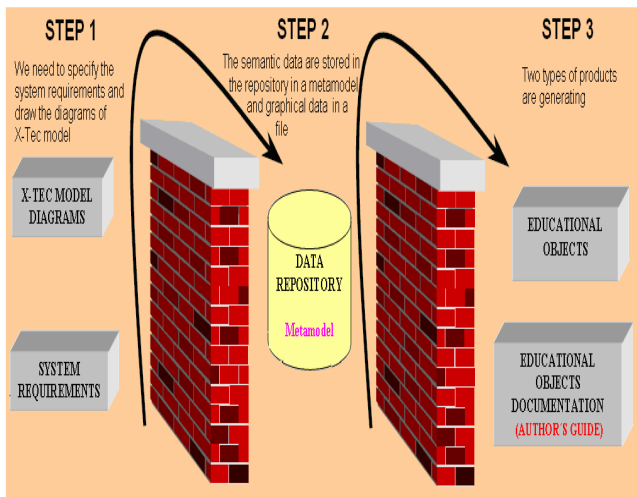 STEP 1
We need to specify the
system requirements and
draw the diagrams of
X-Tec model
X-TEC MODEL
DIAGRAMS
SYSTEM
REQUIREMENTS
STEP 2
The semantic data are stored in
the repository in a metamodel
and graphical data in a
file
DATA
REPOSITORY
Metamodel
STEP 3
Two types of products
are generating
EDUCATIONAL
OBJECTS
EDUCATIONAL
OBJECTS
DOCUMENTATION
(AUTHOR´S GUIDE)